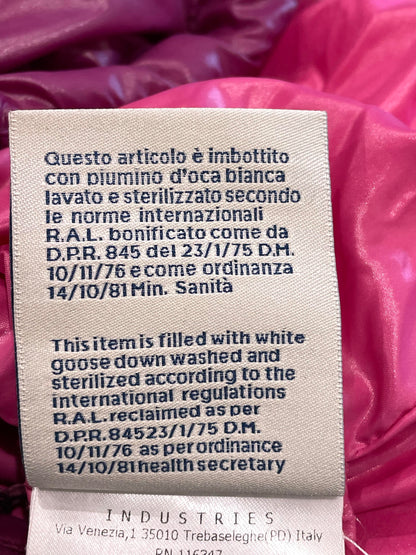 Questo articolo è imbottito
con piumino d'oca bianca
lavato e sterilizzato secondo
le norme internazionali
R.A.L. bonificato come da
D.P.R. 845 del 23/1/75 D.M.
10/11/76 e come ordinanza
14/10/81 Min. Sanità
This item is filled with white
goose down washed and
sterilized according to the
international regulations
R.A.L. reclaimed as per
D.P.R. 84523/1/75 D.M.
10/11/76 as per ordinance
14/10/81 health secretary
INDUSTRIES
Via Venezia,1 35010 Trebaseleghe(PD) Italy
RN 116347